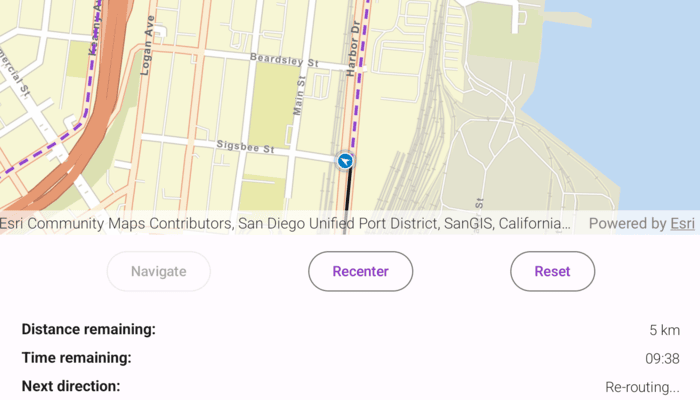 Kearny Av
Logan Ave
mercial St
Beardsley St
Harbor Dr
Main St
Sigsbee St
St
Esri Community Maps Contributors, San Diego Unified Port District, SanGIS, California... Powered by Esri
Navigate Recenter Reset
Distance remaining: 5 km
Time remaining: 09:38
Next direction: Re-routing...